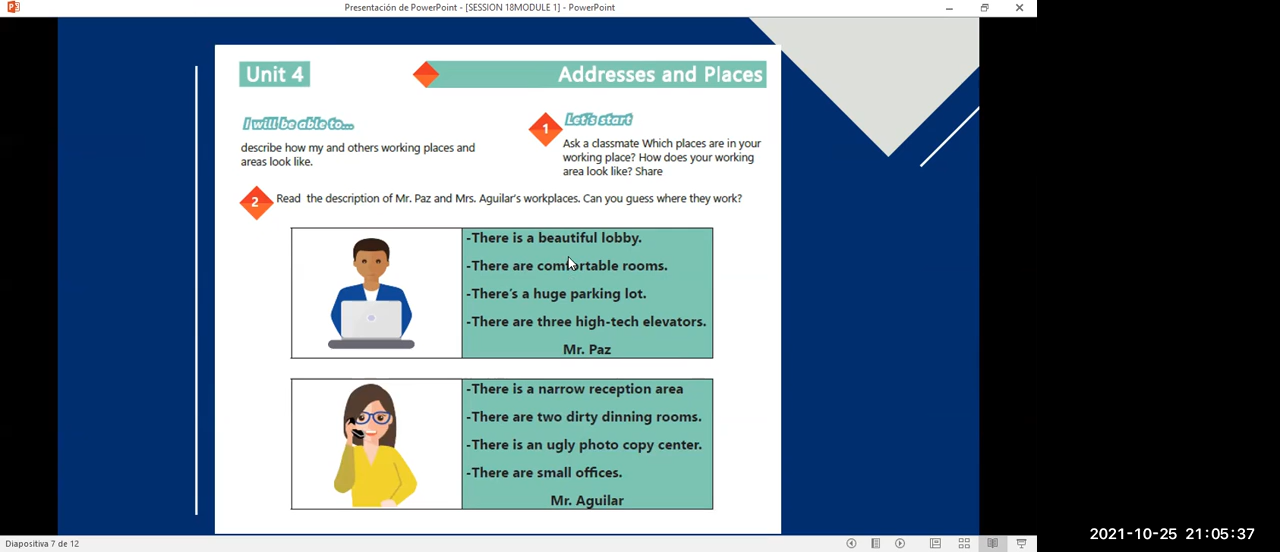 Presentación de PowerPoint - [SESSION 18MODULE 1] - PowerPoint
Unit 4
Addresses and Places
I will be able to...
describe how my and others working places and
areas look like.
1
Let's start
Ask a classmate Which places are in your
working place? How does your working
area look like? Share
2
Read the description of Mr. Paz and Mrs. Aguilar's workplaces. Can you guess where they work?
-There is a beautiful lobby.
-There are comfortable rooms.
-There's a huge parking lot.
-There are three high-tech elevators.
Mr. Paz
-There is a narrow reception area
-There are two dirty dinning rooms.
-There is an ugly photo copy center.
-There are small offices.
Mr. Aguilar
Diapositiva 7 de 12
2021-10-25 21:05:37